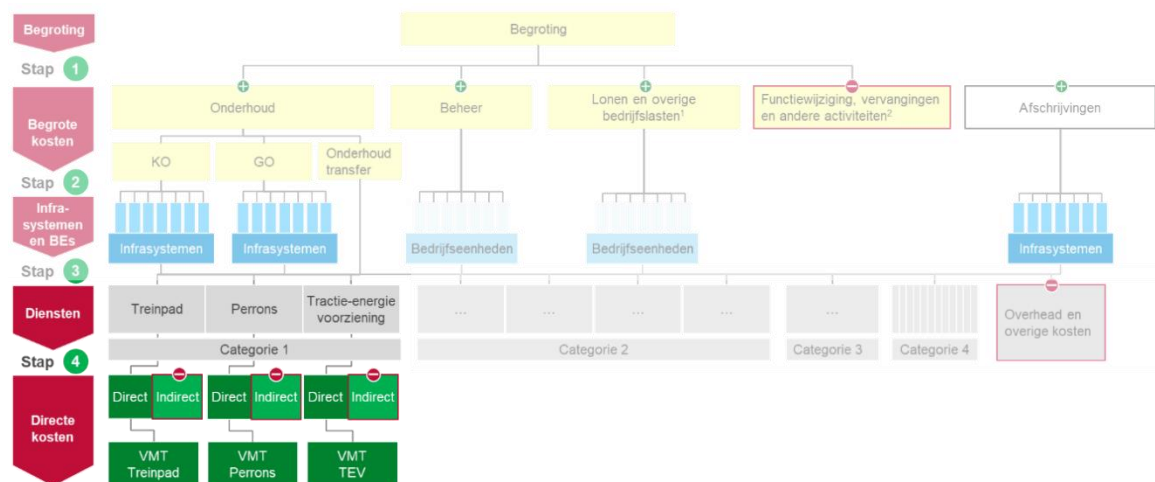 Begroting
Begroting
Stap 1
Onderhoud
Beheer
Lonen en overige
bedrijfslasten¹
Functiewijziging, vervangingen
en andere activiteiten²
Afschrijvingen
Begrote
kosten
KO
GO
Onderhoud
transfer
Stap 2
Infra-
systemen
en BEs
Infrasystemen
Infrasystemen
Bedrijfseenheden
Bedrijfseenheden
Infrasystemen
Stap 3
Diensten
Treinpad
Perrons
Tractie-energie
voorziening
...
...
...
...
...
Overhead en
overige kosten
Categorie 1
Categorie 2
Categorie 3
Categorie 4
Stap 4
Direct
Indirect
Direct
Indirect
Direct
Indirect
Directe
kosten
VMT
Treinpad
VMT
Perrons
VMT
TEV